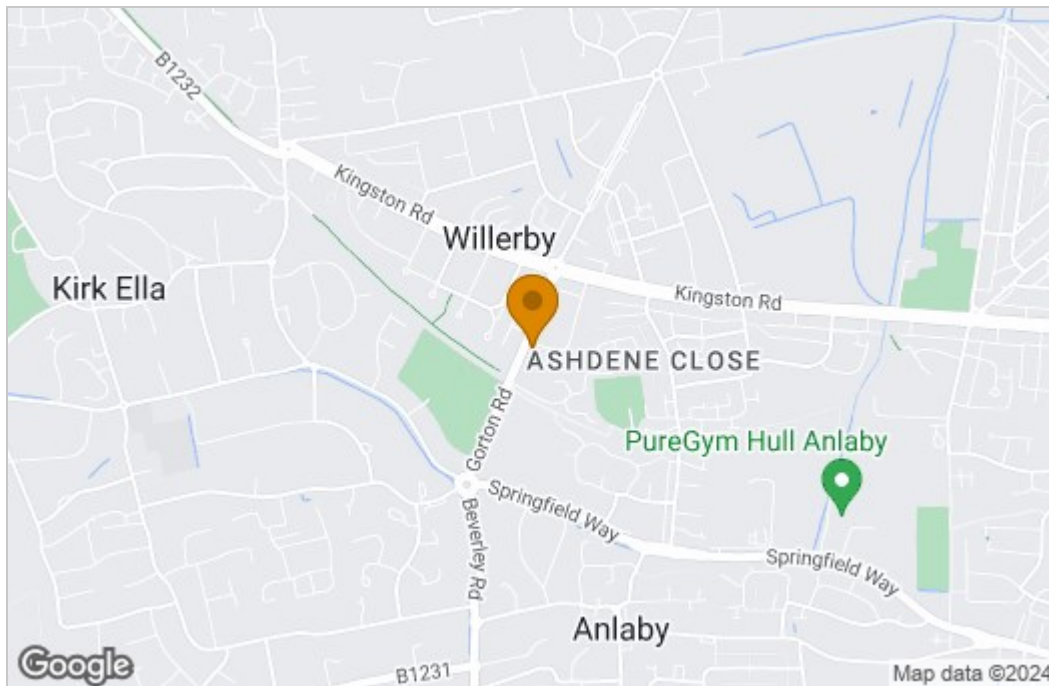 B1232
Kingston Rd
Willerby
Kirk Ella
Kingston Rd
ASHDENE CLOSE
Gorton Rd
PureGym Hull Anlaby
Springfield Way
Beverley Rd
Springfield Way
Anlaby
B1231
Google
Map data ©2024